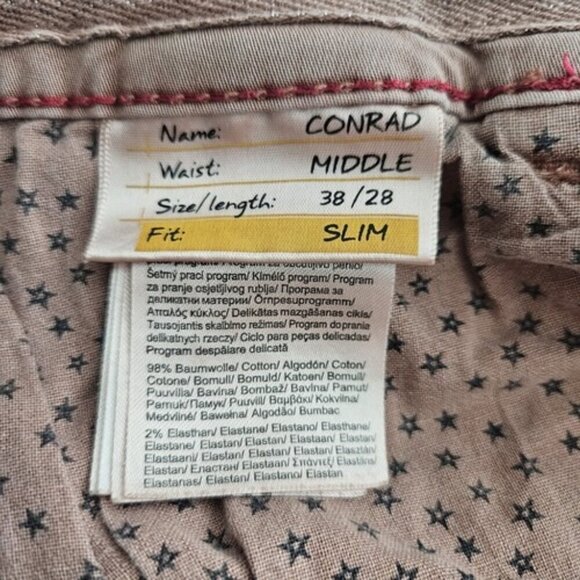 Name: CONRAD
Waist: MIDDLE
Size/length: 38/28
Fit: SLIM
Šetrný prací program/ Kímélő program/ Program
za pranje osjetljivog rublja/ Програма за
деликатни материи/ Örnpesuprogramm/
Απαλός κύκλος/ Delikātas mazgāšanas cikls/
Tausojantis skalbimo režimas/ Program do prania
delikatnych rzeczy/ Ciclo para peças delicadas/
Program despălare delicată
98% Baumwolle/ Cotton/ Algodón/ Coton/
Cotone/ Bomull/ Bomuld/ Katoen/ Bomull/
Puuvilla/ Bavlna/ Bombaž/ Bavlna/ Pamut/
Pamuk/ Памук/ Puuvill/ Βαμβάκι/ Kokvilna/
Medvilnė/ Bawełna/ Algodão/ Bumbac
2% Elasthan/ Elastane/ Elastano/ Elasthane/
Elastane/ Elastan/ Elastan/ Elastaan/ Elastan/
Elastaani/ Elastan/ Elastan/ Elastan/ Elasztán/
Elastan/ Еластан/ Elastaan/ Σπάντεξ/ Elastāns/
Elastanas/ Elastan/ Elastano/ Elastan